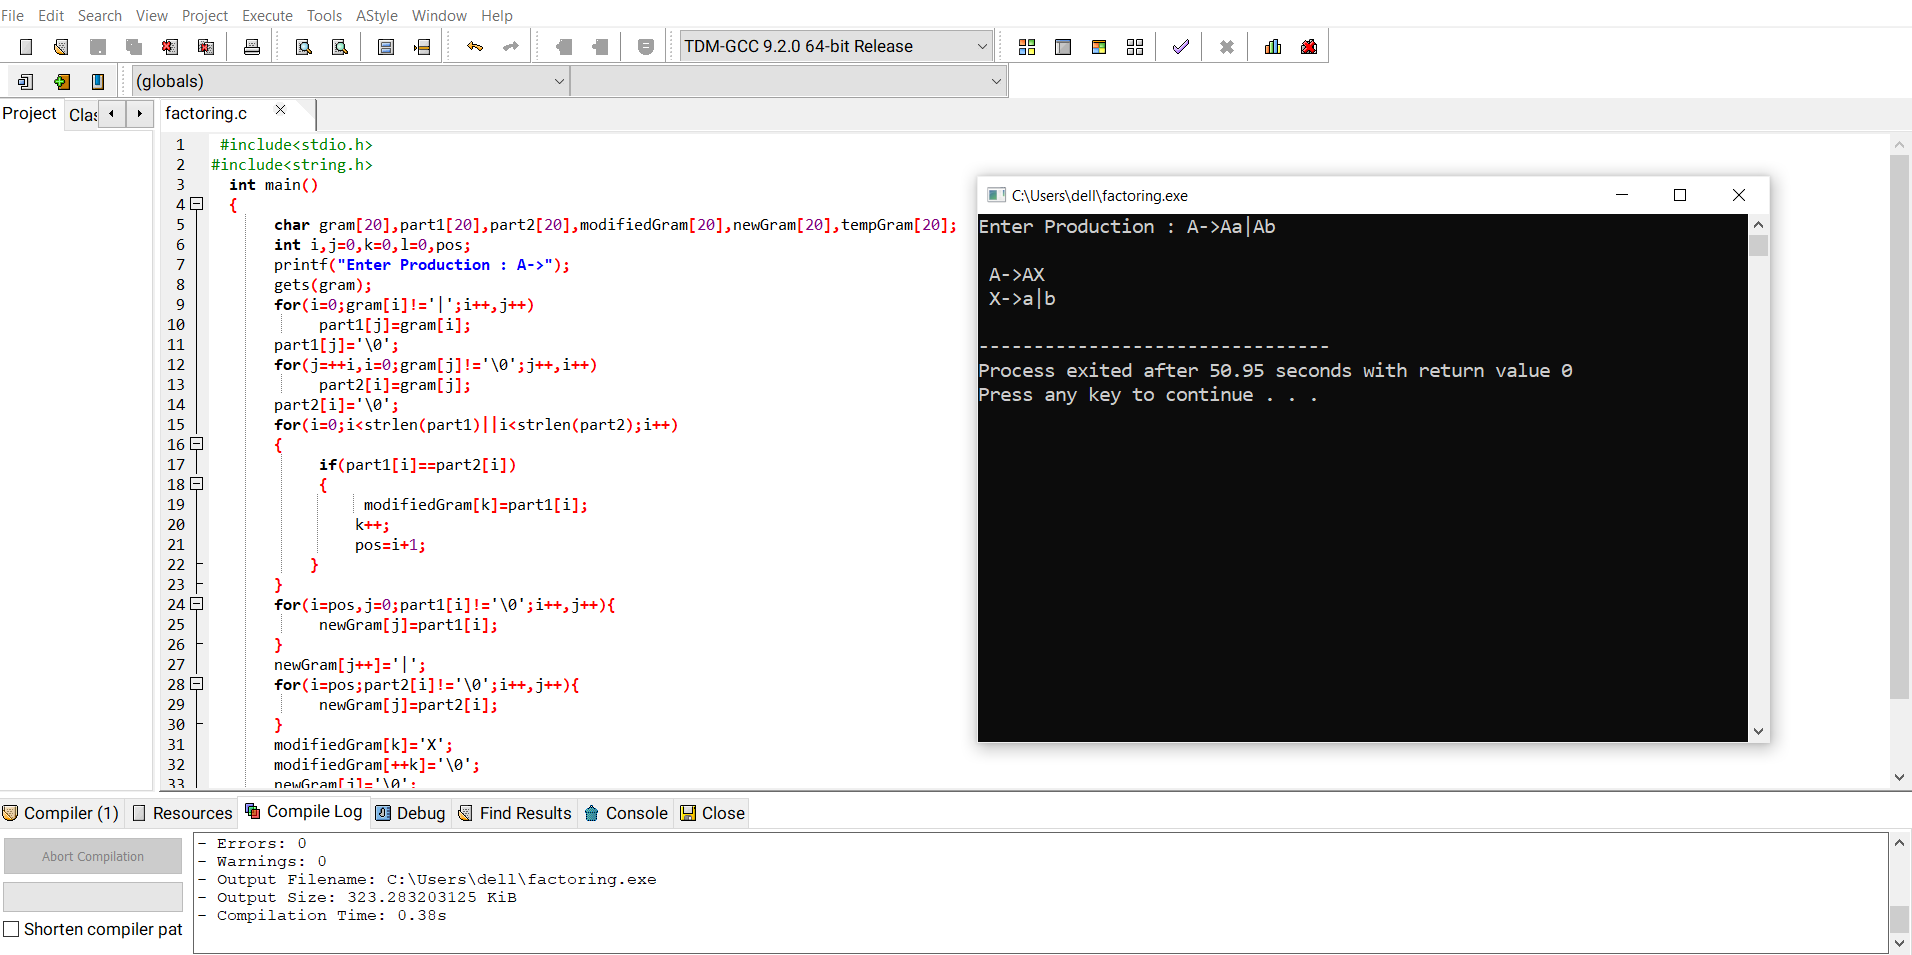 File Edit Search View Project Execute Tools AStyle Window Help
TDM-GCC 9.2.0 64-bit Release
(globals)
Project Clas factoring.c
1 #include<stdio.h>
2 #include<string.h>
3 int main()
4 {
5 char gram[20],part1[20],part2[20],modifiedGram[20],newGram[20],tempGram[20];
6 int i,j=0,k=0,l=0,pos;
7 printf("Enter Production : A->");
8 gets(gram);
9 for(i=0;gram[i]!='|';i++,j++)
10 part1[j]=gram[i];
11 part1[j]='\0';
12 for(j=++i,i=0;gram[j]!='\0';j++,i++)
13 part2[i]=gram[j];
14 part2[i]='\0';
15 for(i=0;i<strlen(part1)||i<strlen(part2);i++)
16 {
17 if(part1[i]==part2[i])
18 {
19 modifiedGram[k]=part1[i];
20 k++;
21 pos=i+1;
22 }
23 }
24 for(i=pos,j=0;part1[i]!='\0';i++,j++){
25 newGram[j]=part1[i];
26 }
27 newGram[j++]='|';
28 for(i=pos;part2[i]!='\0';i++,j++){
29 newGram[j]=part2[i];
30 }
31 modifiedGram[k]='X';
32 modifiedGram[++k]='\0';
33 newGram[j]='\0';
C:\Users\dell\factoring.exe
Enter Production : A->Aa|Ab
A->AX
X->a|b
--------------------------------
Process exited after 50.95 seconds with return value 0
Press any key to continue . . .
Compiler (1) Resources Compile Log Debug Find Results Console Close
Abort Compilation
Shorten compiler pat
- Errors: 0
- Warnings: 0
- Output Filename: C:\Users\dell\factoring.exe
- Output Size: 323.283203125 KiB
- Compilation Time: 0.38s